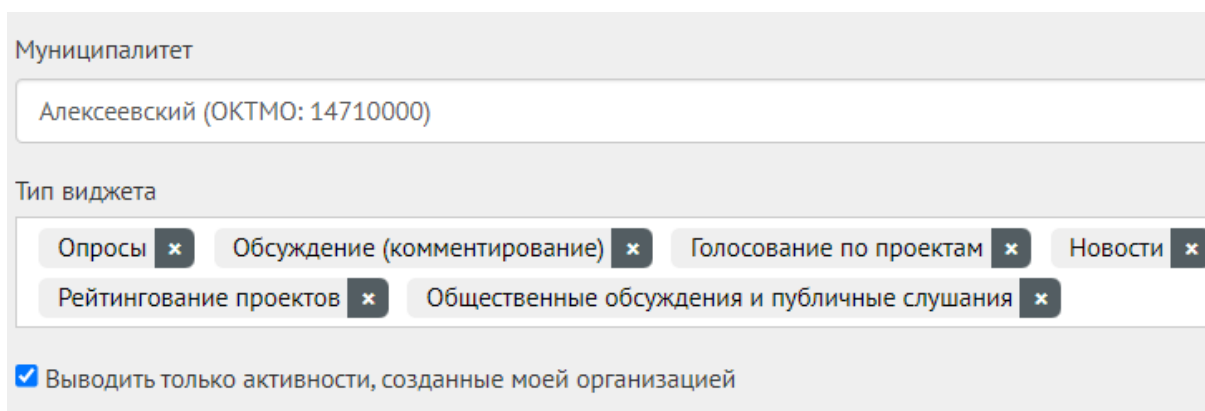 Муниципалитет
Алексеевский (ОКТМО: 14710000)
Тип виджета
Опросы × Обсуждение (комментирование) × Голосование по проектам × Новости ×
Рейтингование проектов × Общественные обсуждения и публичные слушания ×
Выводить только активности, созданные моей организацией